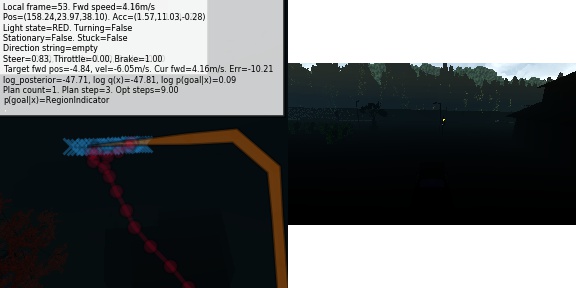 Local frame=53. Fwd speed=4.16m/s
Pos=(158.24,23.97,38.10). Acc=(1.57,11.03,-0.28)
Light state=RED. Turning=False
Stationary=False. Stuck=False
Direction string=empty
Steer=0.83, Throttle=0.00, Brake=1.00
Target fwd pos=-4.84, vel=-6.05m/s. Cur fwd=4.16m/s. Err=-10.21
log_posterior=-47.71, log q(x)=-47.81, log p(goal|x)=0.09
Plan count=1. Plan step=3. Opt steps=9.00
p(goal|x)=RegionIndicator